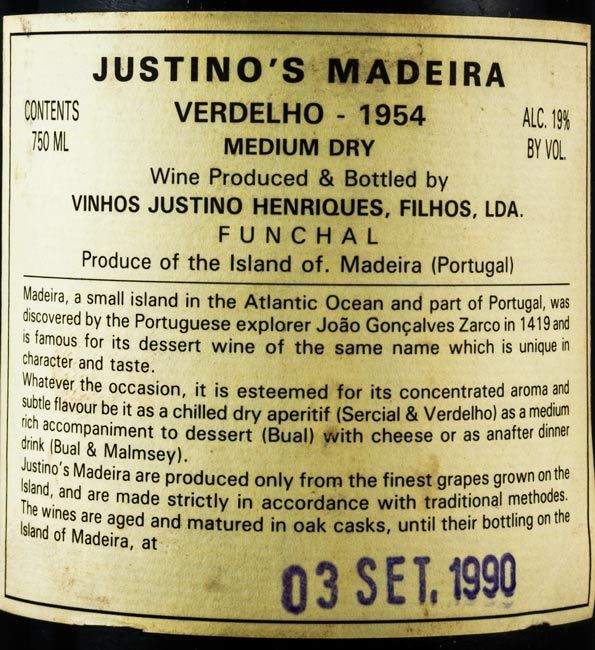 JUSTINO'S MADEIRA
CONTENTS
750 ML
VERDELHO - 1954
ALC. 19%
BY VOL.
MEDIUM DRY
Wine Produced & Bottled by
VINHOS JUSTINO HENRIQUES, FILHOS, LDA.
FUNCHAL
Produce of the Island of. Madeira (Portugal)
Madeira, a small island in the Atlantic Ocean and part of Portugal, was
discovered by the Portuguese explorer João Gonçalves Zarco in 1419 and
is famous for its dessert wine of the same name which is unique in
character and taste.
Whatever the occasion, it is esteemed for its concentrated aroma and
subtle flavour be it as a chilled dry aperitif (Sercial & Verdelho) as a medium
rich accompaniment to dessert (Bual) with cheese or as anafter dinner
drink (Bual & Malmsey).
Justino's Madeira are produced only from the finest grapes grown on the
Island, and are made strictly in accordance with traditional methodes.
The wines are aged and matured in oak casks, until their bottling on the
Island of Madeira, at
03 SET. 1990